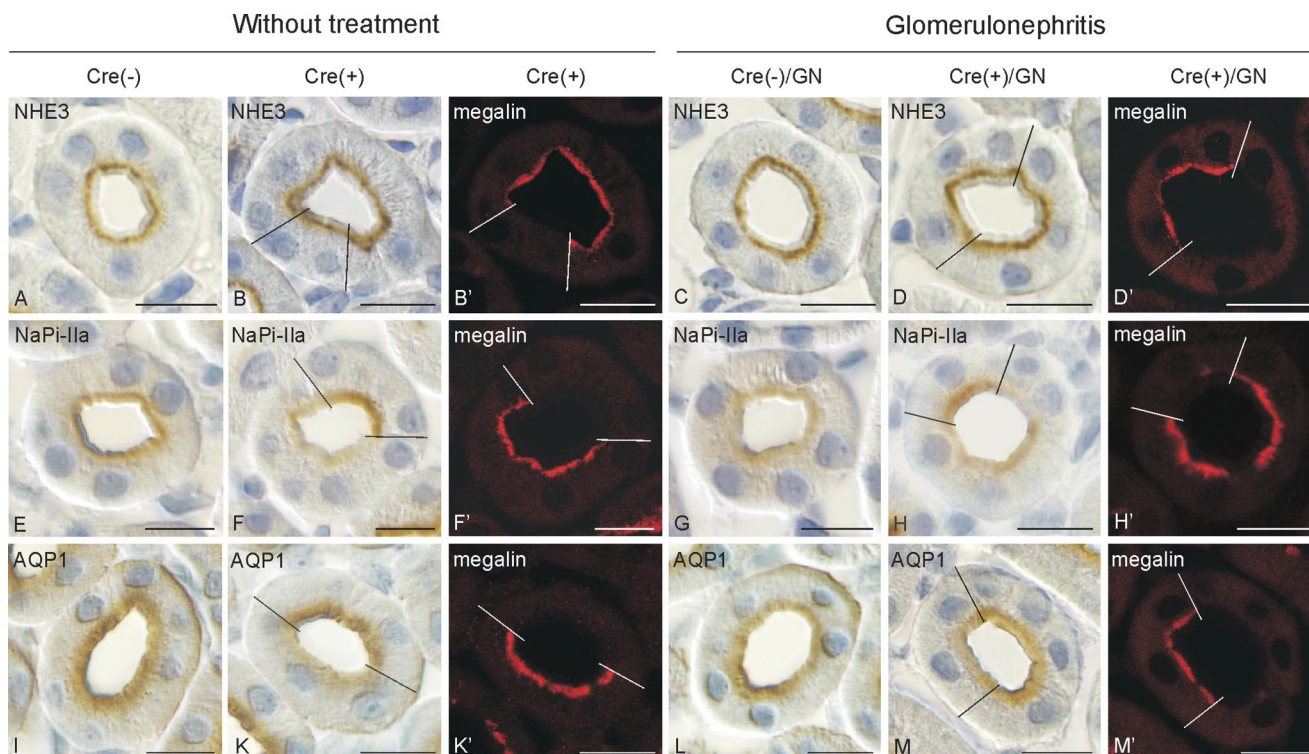 Without treatment Glomerulonephritis
Cre(-) Cre(+) Cre(+) Cre(-)/GN Cre(+)/GN Cre(+)/GN
NHE3 NHE3 megalin NHE3 NHE3 megalin
A B B' C D D'
NaPi-IIa NaPi-IIa megalin NaPi-IIa NaPi-IIa megalin
E F F' G H H'
AQP1 AQP1 megalin AQP1 AQP1 megalin
I K K' L M M'